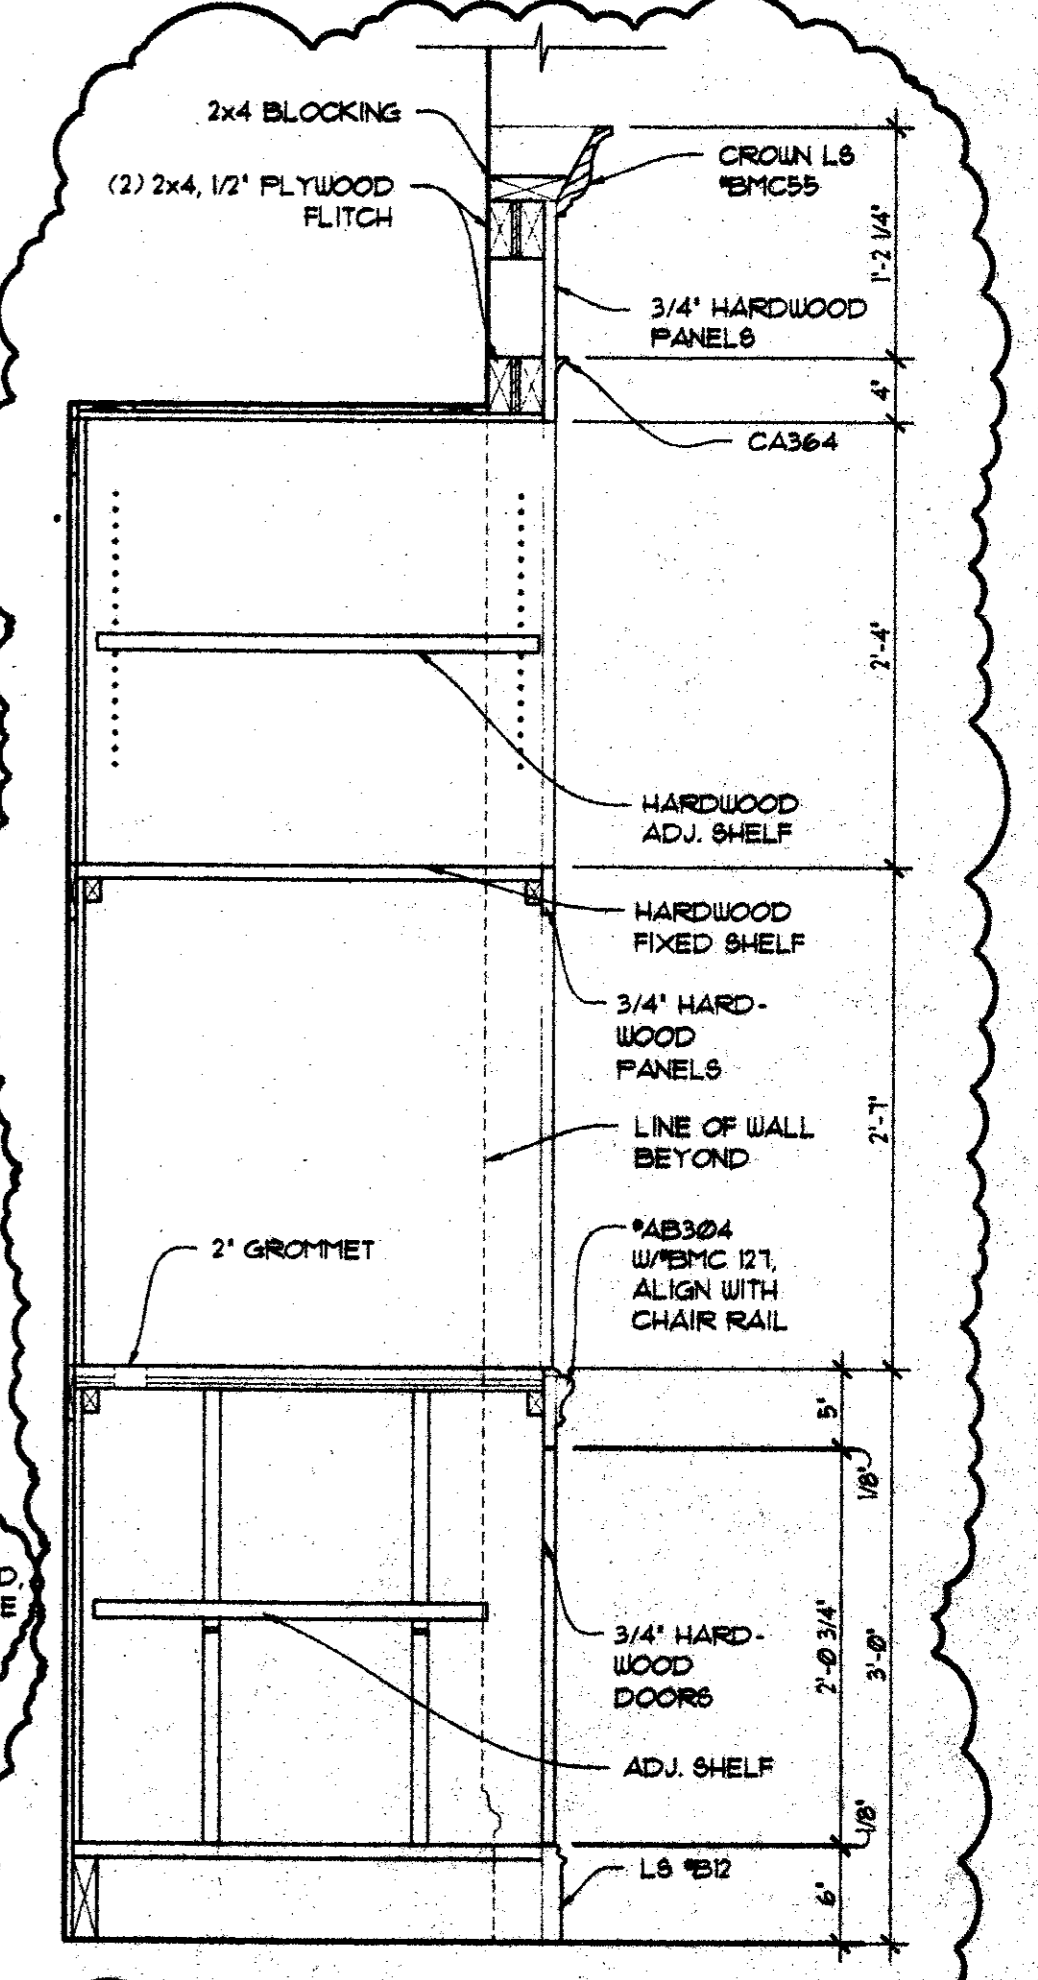 2x4 BLOCKING
(2) 2x4, 1/2" PLYWOOD
FLITCH
CROWN LS
#BMC55
3/4" HARDWOOD
PANELS
CA364
1'-2 1/4"
4"
2'-4"
HARDWOOD
ADJ. SHELF
HARDWOOD
FIXED SHELF
3/4" HARD-
WOOD
PANELS
LINE OF WALL
BEYOND
2'-7"
#AB304
W/#BMC 127,
ALIGN WITH
CHAIR RAIL
2" GROMMET
5"
1/8"
3/4" HARD-
WOOD
DOORS
2'-0 3/4"
3'-0"
ADJ. SHELF
1/8"
LS #B12
6"